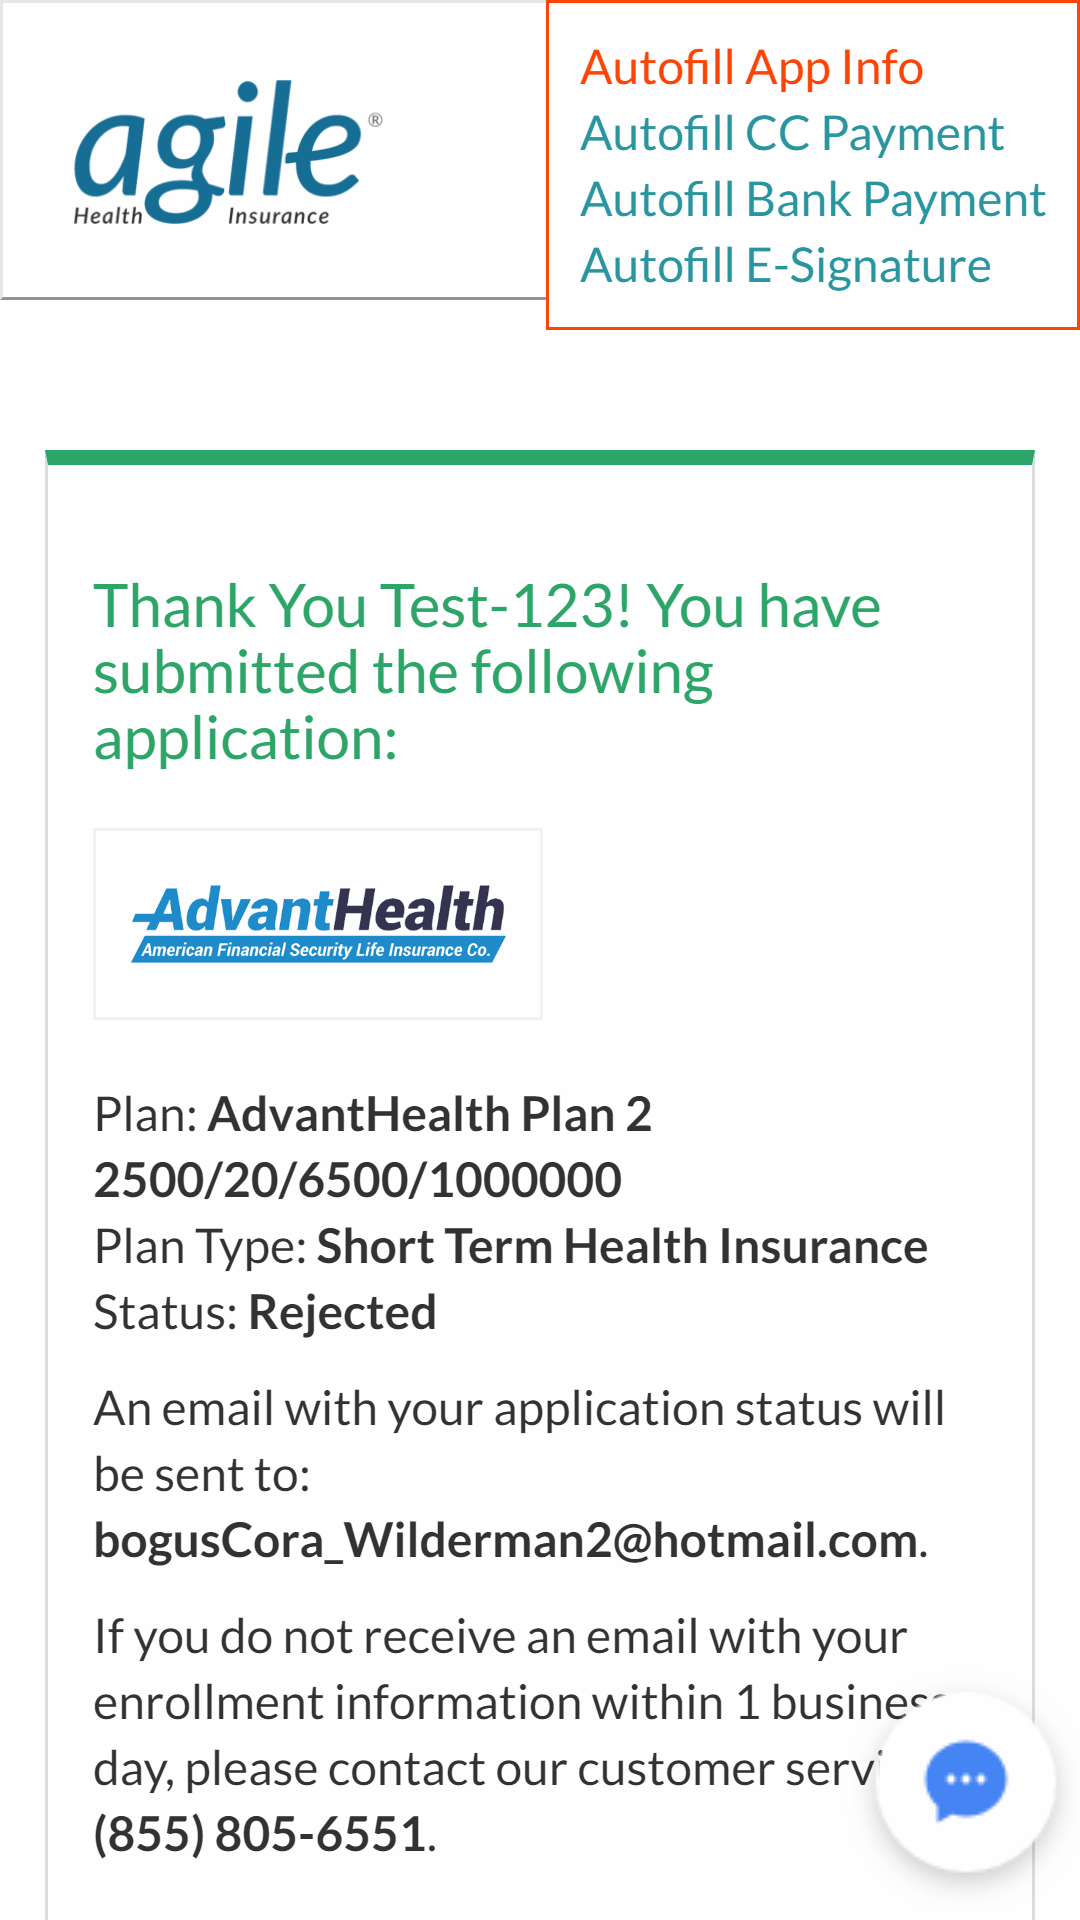 agile®
Health Insurance
Autofill App Info
Autofill CC Payment
Autofill Bank Payment
Autofill E-Signature
Thank You Test-123! You have
submitted the following
application:
AdvantHealth
American Financial Security Life Insurance Co.
Plan: AdvantHealth Plan 2
2500/20/6500/1000000
Plan Type: Short Term Health Insurance
Status: Rejected
An email with your application status will
be sent to:
bogusCora_Wilderman2@hotmail.com.
If you do not receive an email with your
enrollment information within 1 business
day, please contact our customer servi
(855) 805-6551.